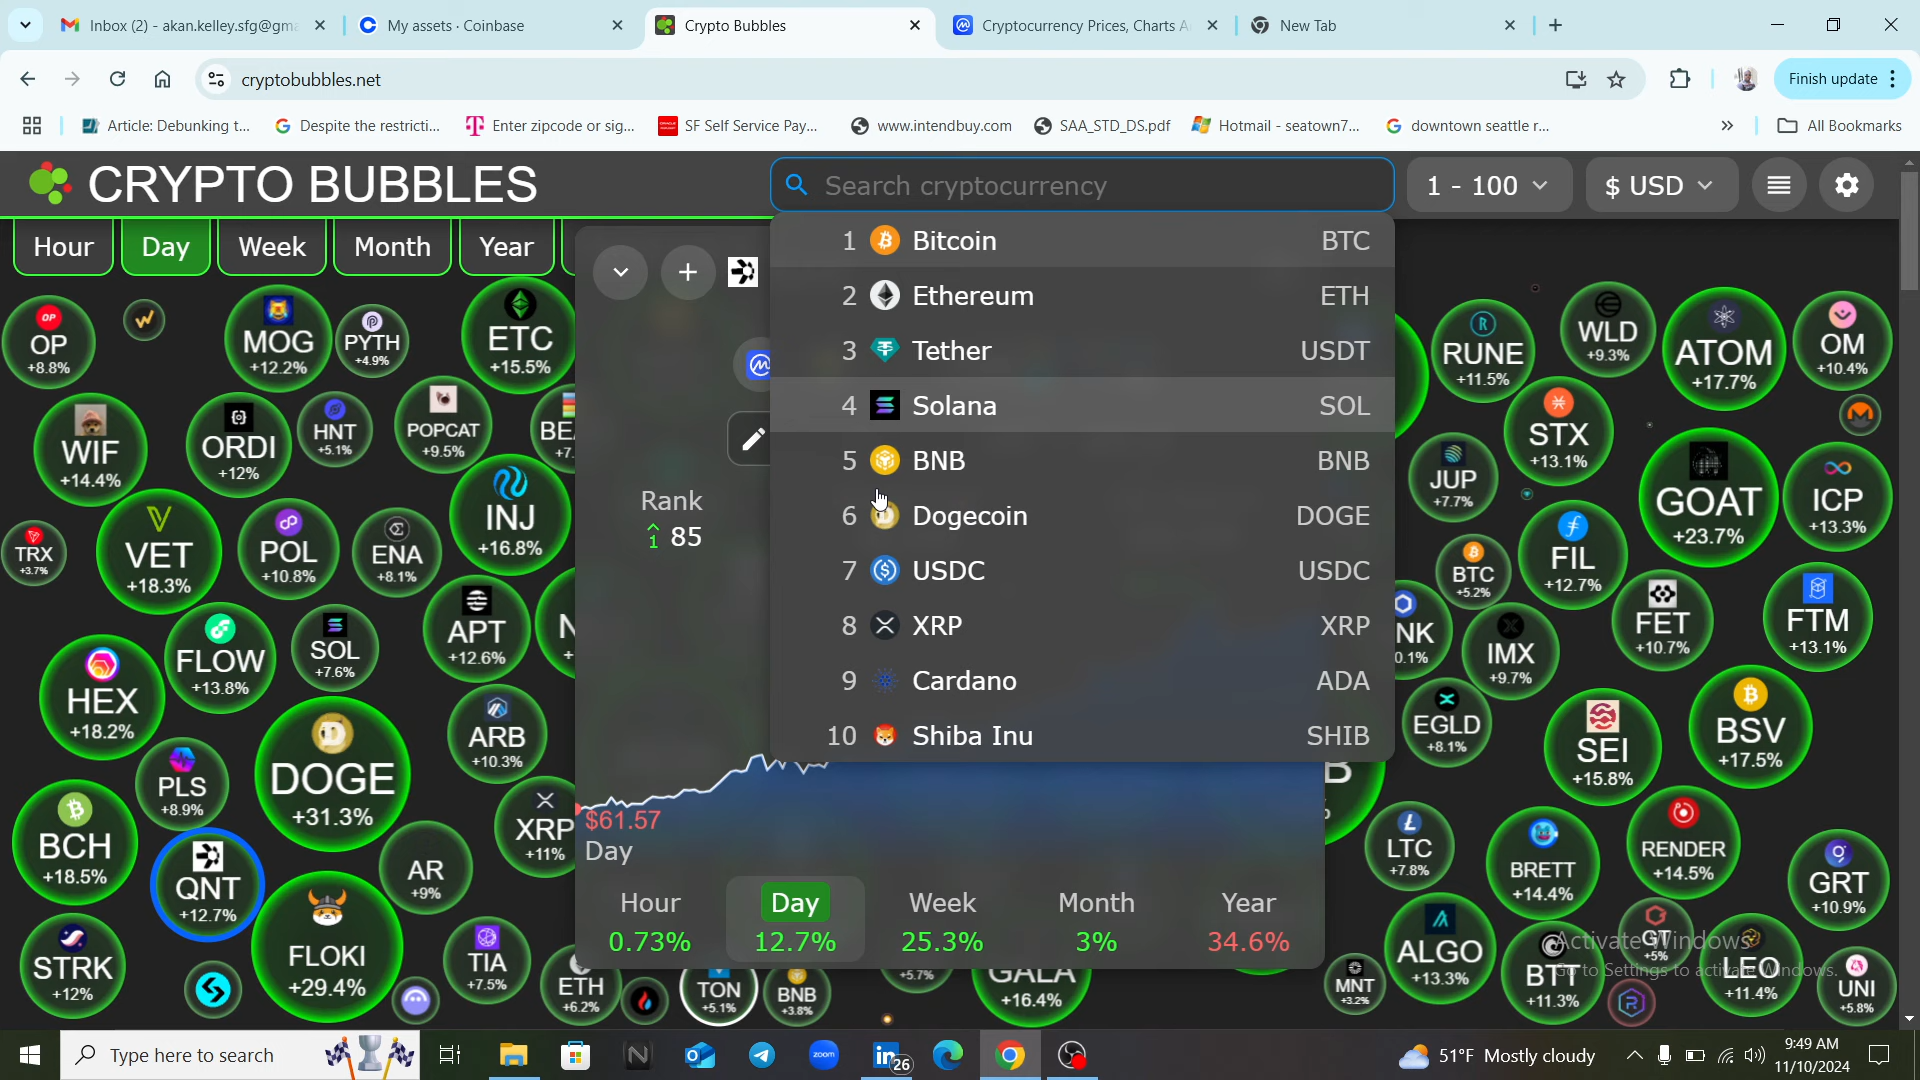 Inbox (2) - akan.kelley.sfg@gm
My assets · Coinbase
Crypto Bubbles
Cryptocurrency Prices, Charts A
New Tab
cryptobubbles.net
Finish update
Article: Debunking t...
Despite the restricti...
Enter zipcode or sig...
SF Self Service Pay...
www.intendbuy.com
SAA_STD_DS.pdf
Hotmail - seatown7...
downtown seattle r...
All Bookmarks
CRYPTO BUBBLES
Search cryptocurrency
1 - 100
$ USD
Hour
Day
Week
Month
Year
1 Bitcoin BTC
2 Ethereum ETH
3 Tether USDT
4 Solana SOL
5 BNB BNB
6 Dogecoin DOGE
7 USDC USDC
8 XRP XRP
9 Cardano ADA
10 Shiba Inu SHIB
Rank
1 85
$61.57
Day
Hour Day Week Month Year
0.73% 12.7% 25.3% 3% 34.6%
OP
+8.8%
MOG
+12.2%
PYTH
+4.9%
ETC
+15.5%
WIF
+14.4%
ORDI
+12%
HNT
+5.1%
POPCAT
+9.5%
BE
+7.
INJ
+16.8%
TRX
+3.7%
VET
+18.3%
POL
+10.8%
ENA
+8.1%
APT
+12.6%
HEX
+18.2%
FLOW
+13.8%
SOL
+7.6%
ARB
+10.3%
DOGE
+31.3%
PLS
+8.9%
BCH
+18.5%
QNT
+12.7%
AR
+9%
XRP
+11%
FLOKI
+29.4%
STRK
+12%
TIA
+7.5%
ETH
+6.2%
TON
+5.1%
BNB
+3.8%
+5.7%
GALA
+16.4%
RUNE
+11.5%
WLD
+9.3%
ATOM
+17.7%
OM
+10.4%
STX
+13.1%
JUP
+7.7%
GOAT
+23.7%
ICP
+13.3%
BTC
+5.2%
FIL
+12.7%
FET
+10.7%
FTM
+13.1%
NK
0.1%
IMX
+9.7%
EGLD
+8.1%
SEI
+15.8%
BSV
+17.5%
B
LTC
+7.8%
BRETT
+14.4%
RENDER
+14.5%
GRT
+10.9%
ALGO
+13.3%
GT
+5%
MNT
+3.2%
BTT
+11.3%
LEO
+11.4%
UNI
+5.8%
Activate Windows
Go to Settings to activate Windows.
Type here to search
zoom
26
51°F Mostly cloudy
9:49 AM
11/10/2024